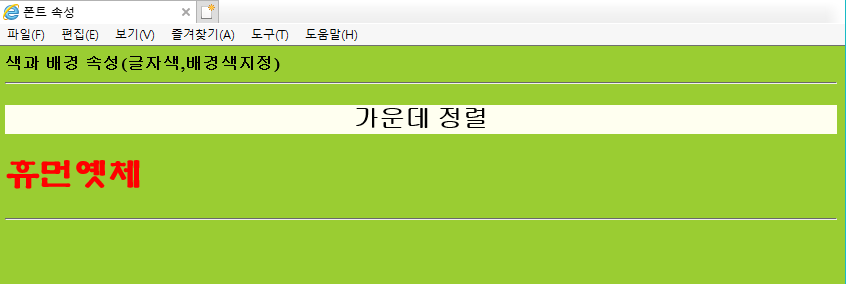 폰트 속성
파일(F) 편집(E) 보기(V) 즐겨찾기(A) 도구(T) 도움말(H)
색과 배경 속성(글자색,배경색지정)
가운데 정렬
휴먼옛체